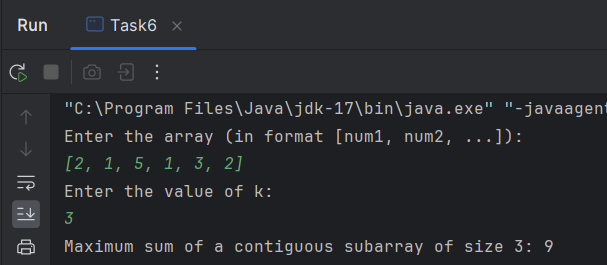 Run Task6
"C:\Program Files\Java\jdk-17\bin\java.exe" "-javaagent
Enter the array (in format [num1, num2, ...]):
[2, 1, 5, 1, 3, 2]
Enter the value of k:
3
Maximum sum of a contiguous subarray of size 3: 9